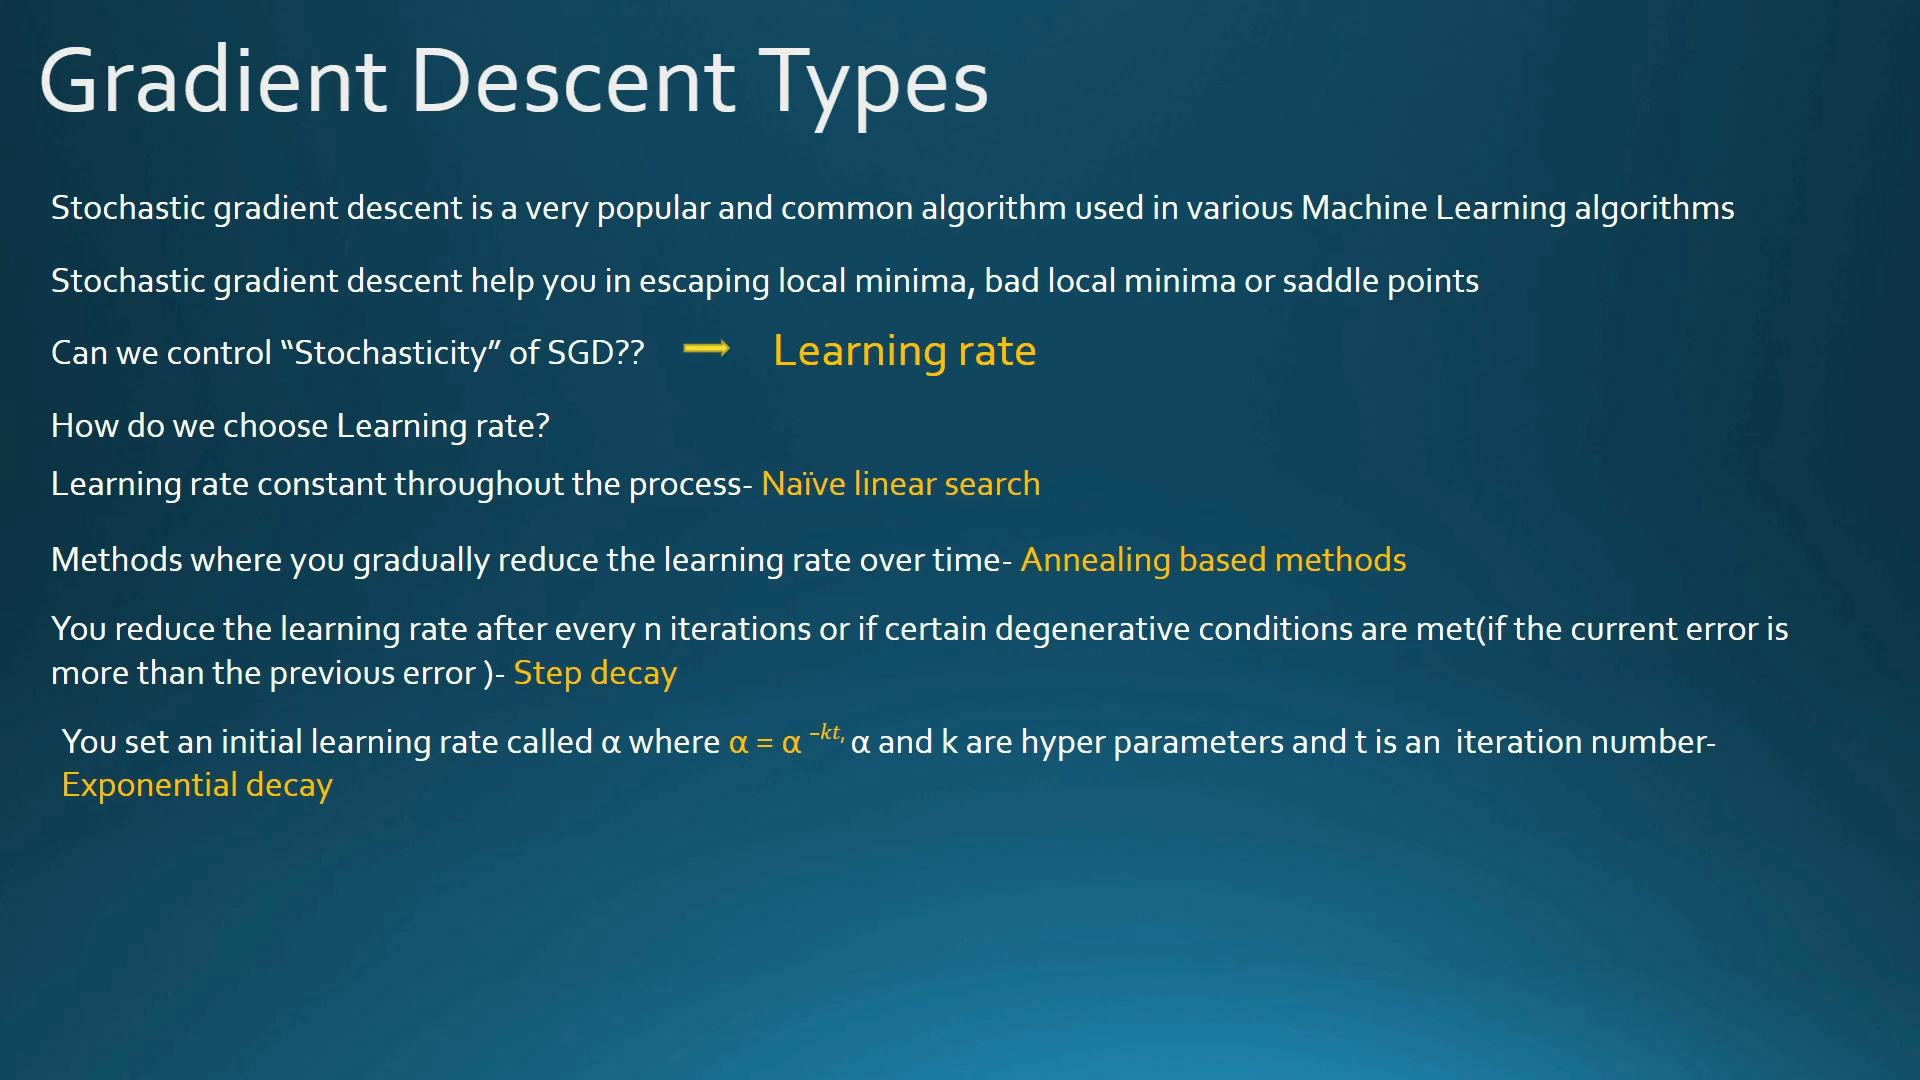 Gradient Descent Types
Stochastic gradient descent is a very popular and common algorithm used in various Machine Learning algorithms
Stochastic gradient descent help you in escaping local minima, bad local minima or saddle points
Can we control “Stochasticity” of SGD?? Learning rate
How do we choose Learning rate?
Learning rate constant throughout the process- Naïve linear search
Methods where you gradually reduce the learning rate over time- Annealing based methods
You reduce the learning rate after every n iterations or if certain degenerative conditions are met(if the current error is
more than the previous error )- Step decay
You set an initial learning rate called α where α = α ⁻ᵏᵗ, α and k are hyper parameters and t is an iteration number-
Exponential decay